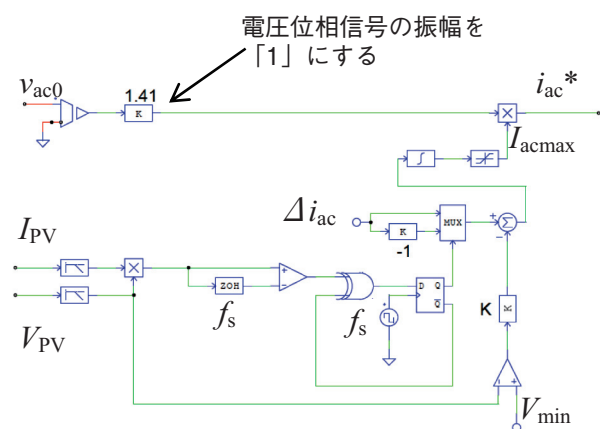 電圧位相信号の振幅を
「1」にする
vac0
1.41
K
iac*
Iacmax
Δiac
K
-1
MUX
IPV
VPV
ZOH
fs
fs
D Q
Q̅
K
K
Vmin